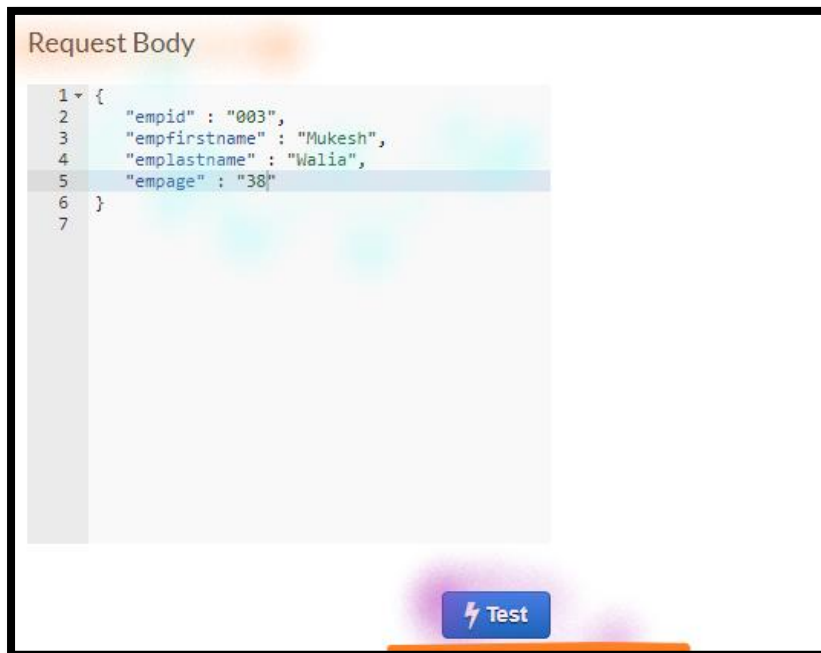 Request Body
1 {
2 "empid" : "003",
3 "empfirstname" : "Mukesh",
4 "emplastname" : "Walia",
5 "empage" : "38"
6 }
7
Test